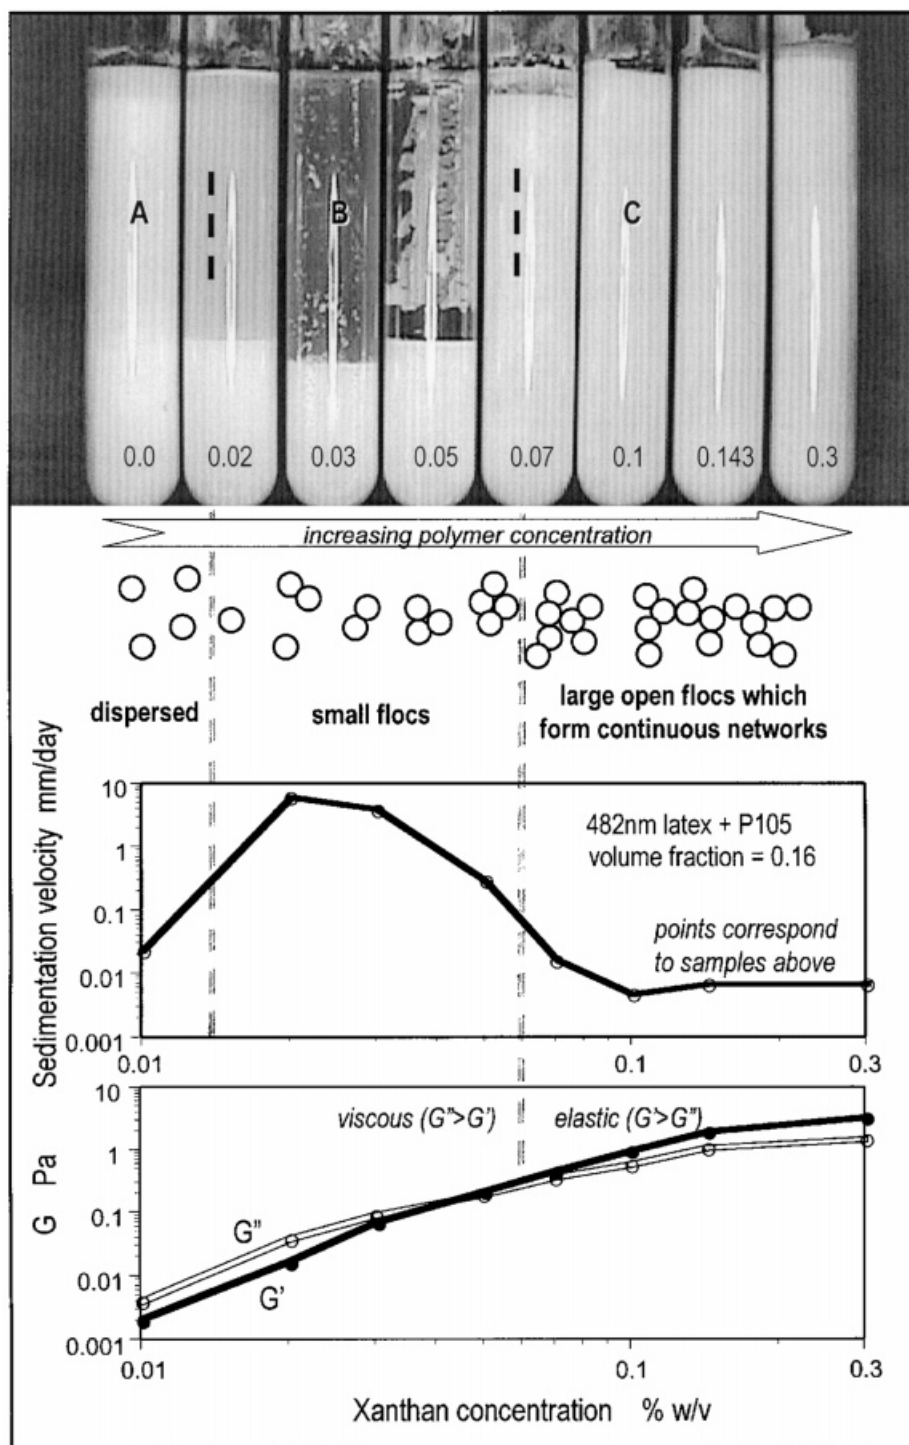 A B C
0.0 0.02 0.03 0.05 0.07 0.1 0.143 0.3
increasing polymer concentration
dispersed
small flocs
large open flocs which
form continuous networks
Sedimentation velocity mm/day
10
1
0.1
0.01
0.001
482nm latex + P105
volume fraction = 0.16
points correspond
to samples above
0.01 0.1 0.3
G Pa
10
1
0.1
0.01
0.001
viscous (G">G')
elastic (G'>G")
G"
G'
0.01 0.1 0.3
Xanthan concentration % w/v